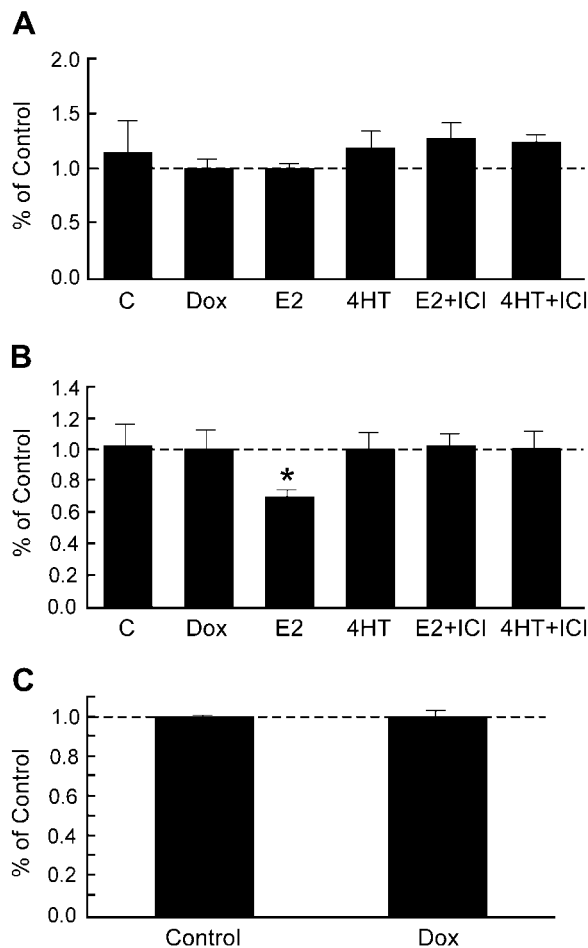 A
% of Control
2.0
1.5
1.0
0.5
0.0
C Dox E2 4HT E2+ICI 4HT+ICI
B
% of Control
1.4
1.2
1.0
0.8
0.6
0.4
0.2
0.0
*
C Dox E2 4HT E2+ICI 4HT+ICI
C
% of Control
1.0
0.8
0.6
0.4
0.2
0.0
Control Dox